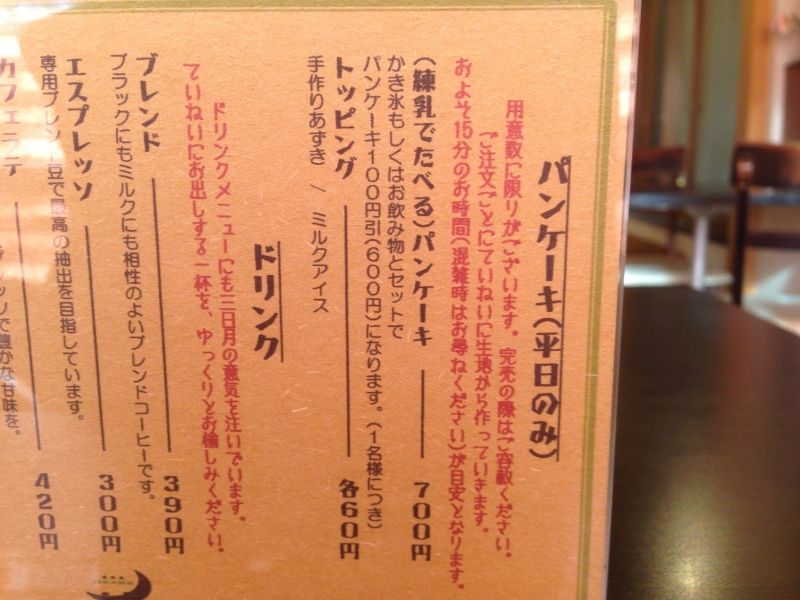 パンケーキ(平日のみ)
用意数に限りがございます。完売の際はご容赦ください。
ご注文ごとにていねいに生地から作っていきます。
およそ15分のお時間(混雑時はお尋ねください)が目安となります。
(練乳でたべる)パンケーキ 700円
かき氷もしくはお飲み物とセットで
パンケーキ100円引(600円)になります。(1名様につき)
トッピング 各60円
手作りあずき / ミルクアイス
ドリンク
ドリンクメニューにも三日月の意気を注いでいます。
ていねいにお出しする一杯を、ゆっくりとお愉しみください。
ブレンド 390円
ブラックにもミルクにも相性のよいブレンドコーヒーです。
エスプレッソ 300円
専用ブレンド豆で最高の抽出を目指しています。
カフェラテ 420円
で豊かな甘味を。